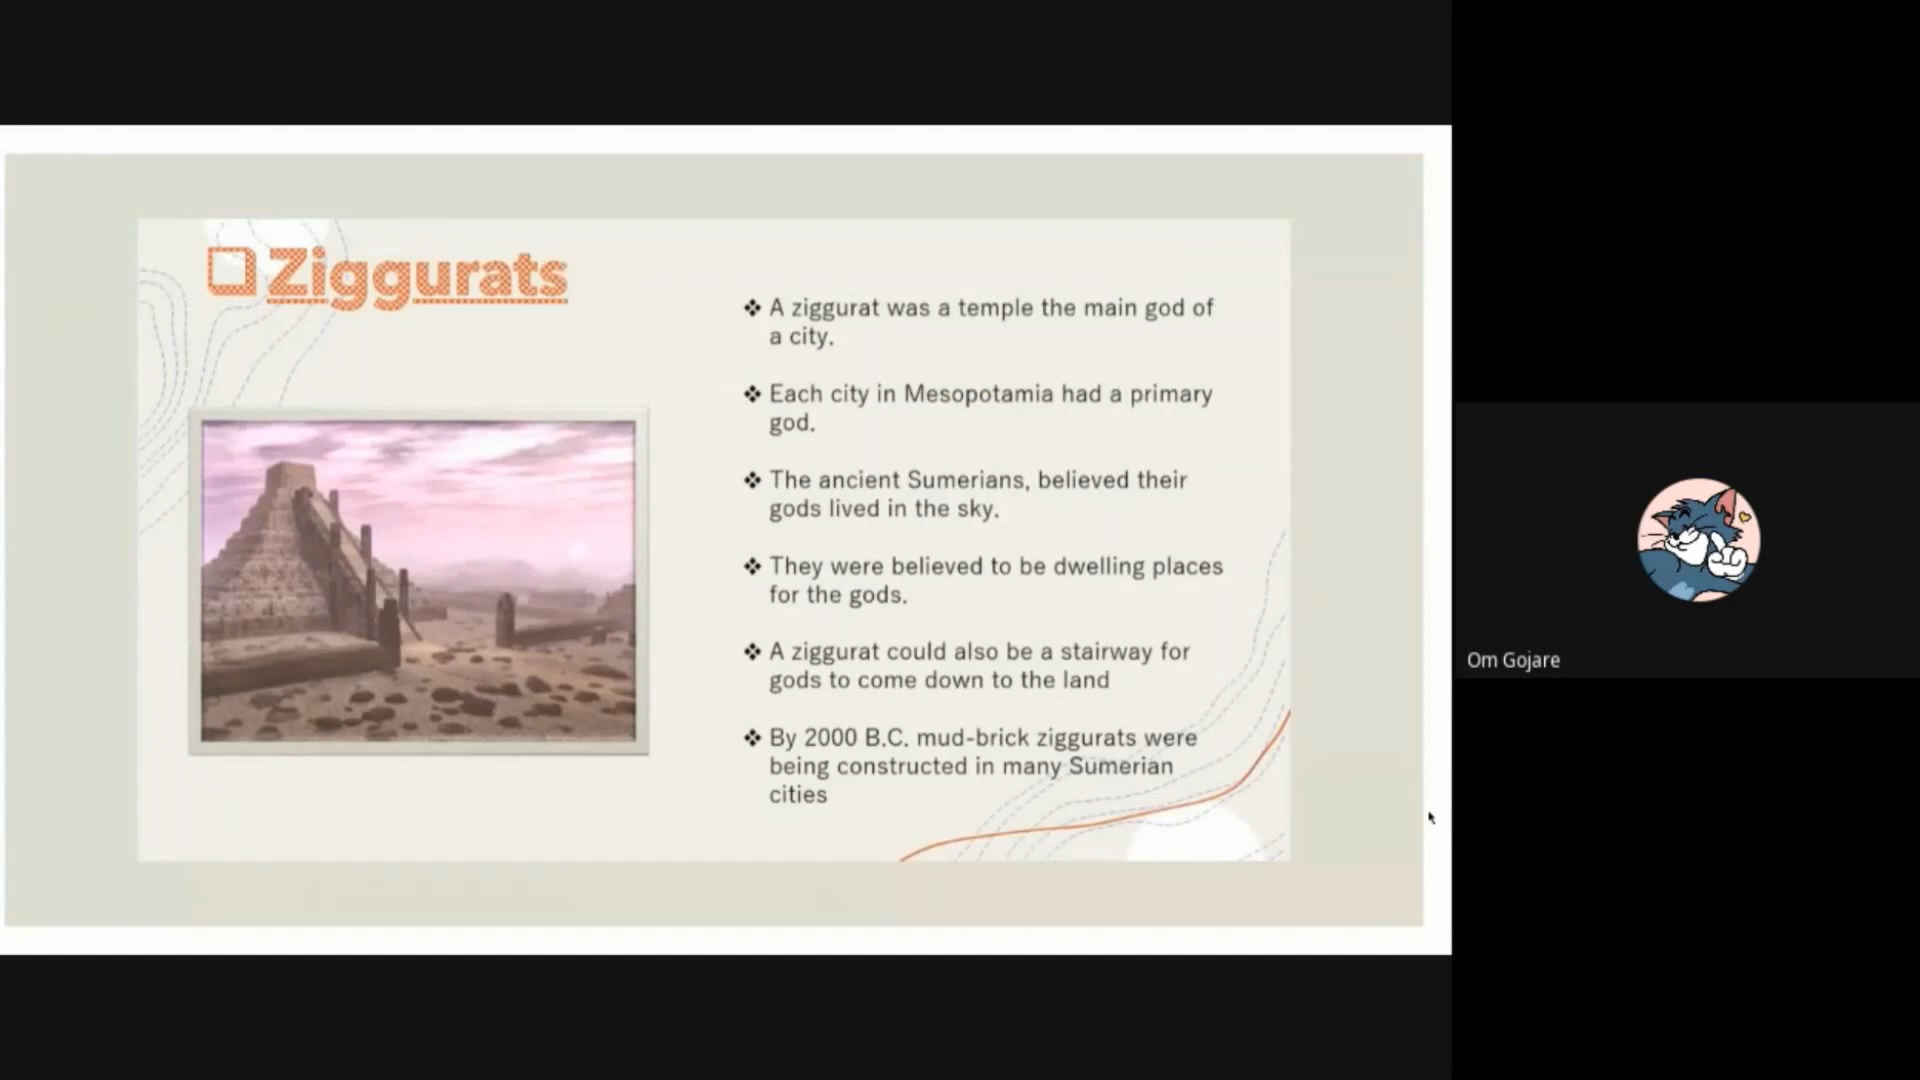 Ziggurats
❖ A ziggurat was a temple the main god of
a city.
❖ Each city in Mesopotamia had a primary
god.
❖ The ancient Sumerians, believed their
gods lived in the sky.
❖ They were believed to be dwelling places
for the gods.
❖ A ziggurat could also be a stairway for
gods to come down to the land
❖ By 2000 B.C. mud-brick ziggurats were
being constructed in many Sumerian
cities
Om Gojare